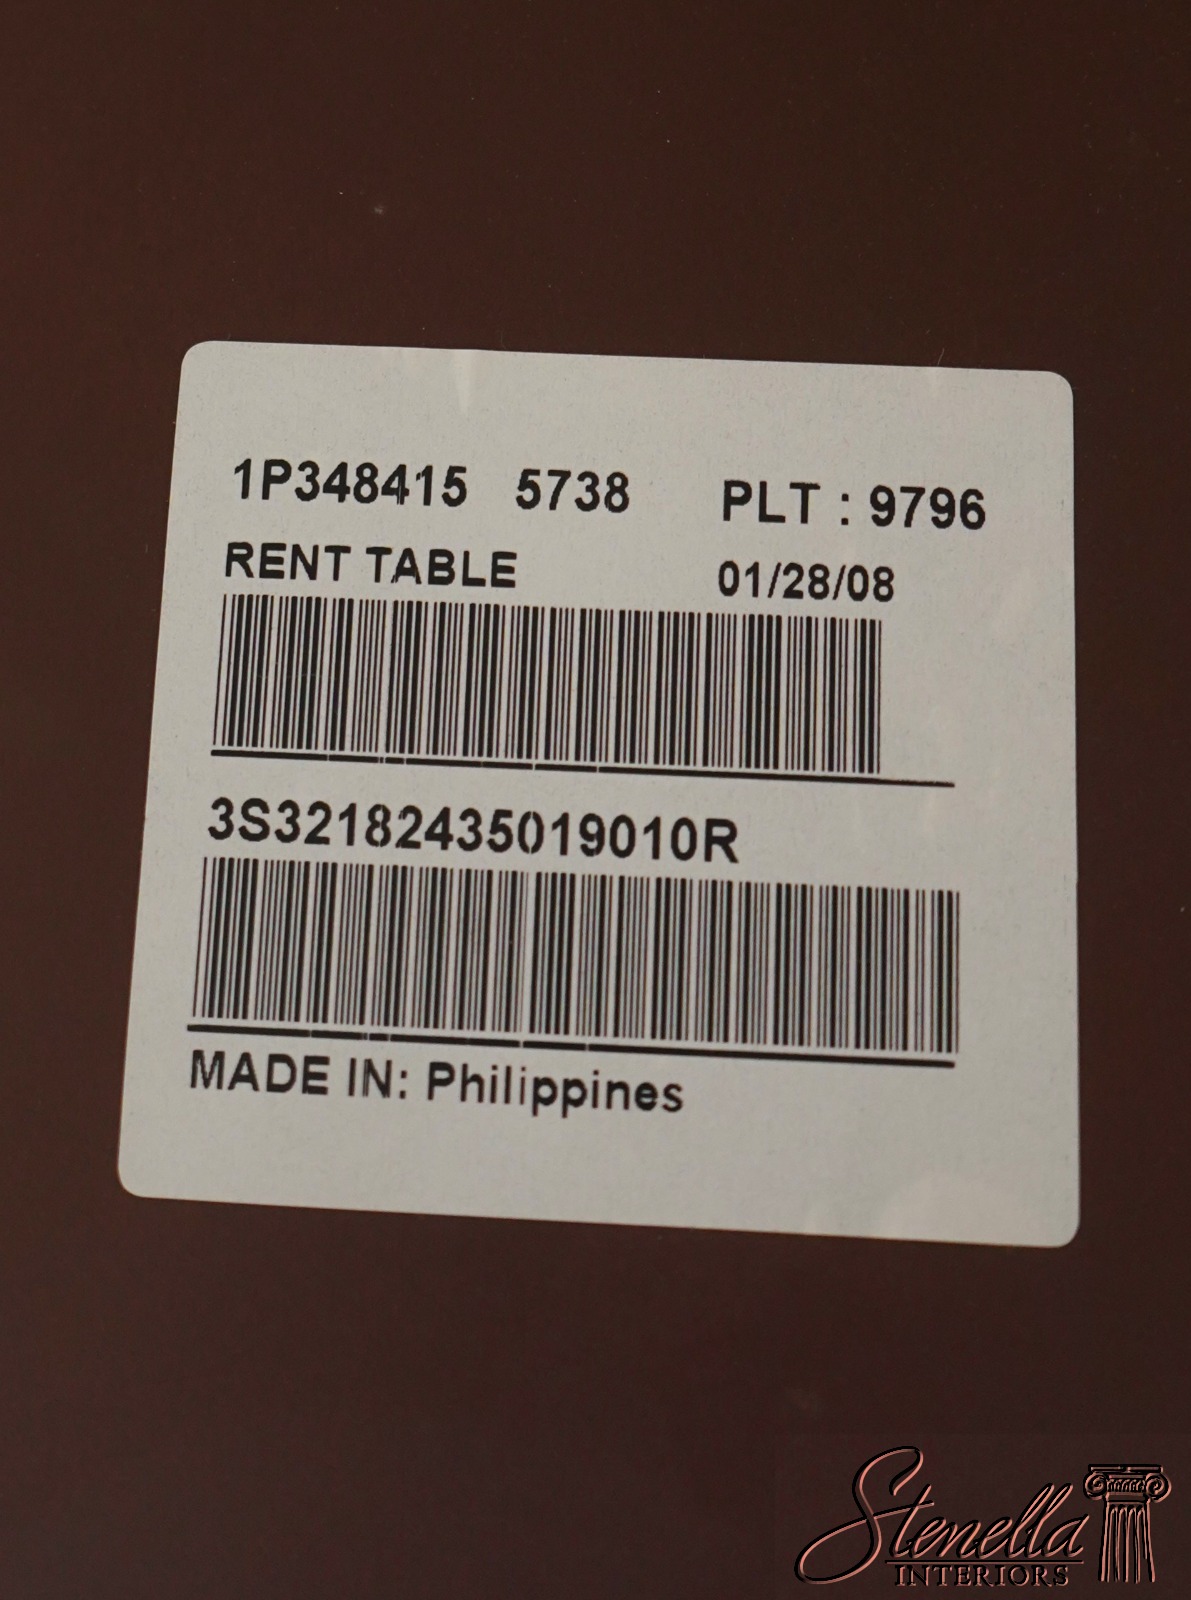 1P348415 5738 PLT : 9796
RENT TABLE 01/28/08
3S32182435019010R
MADE IN: Philippines
Stenella
INTERIORS